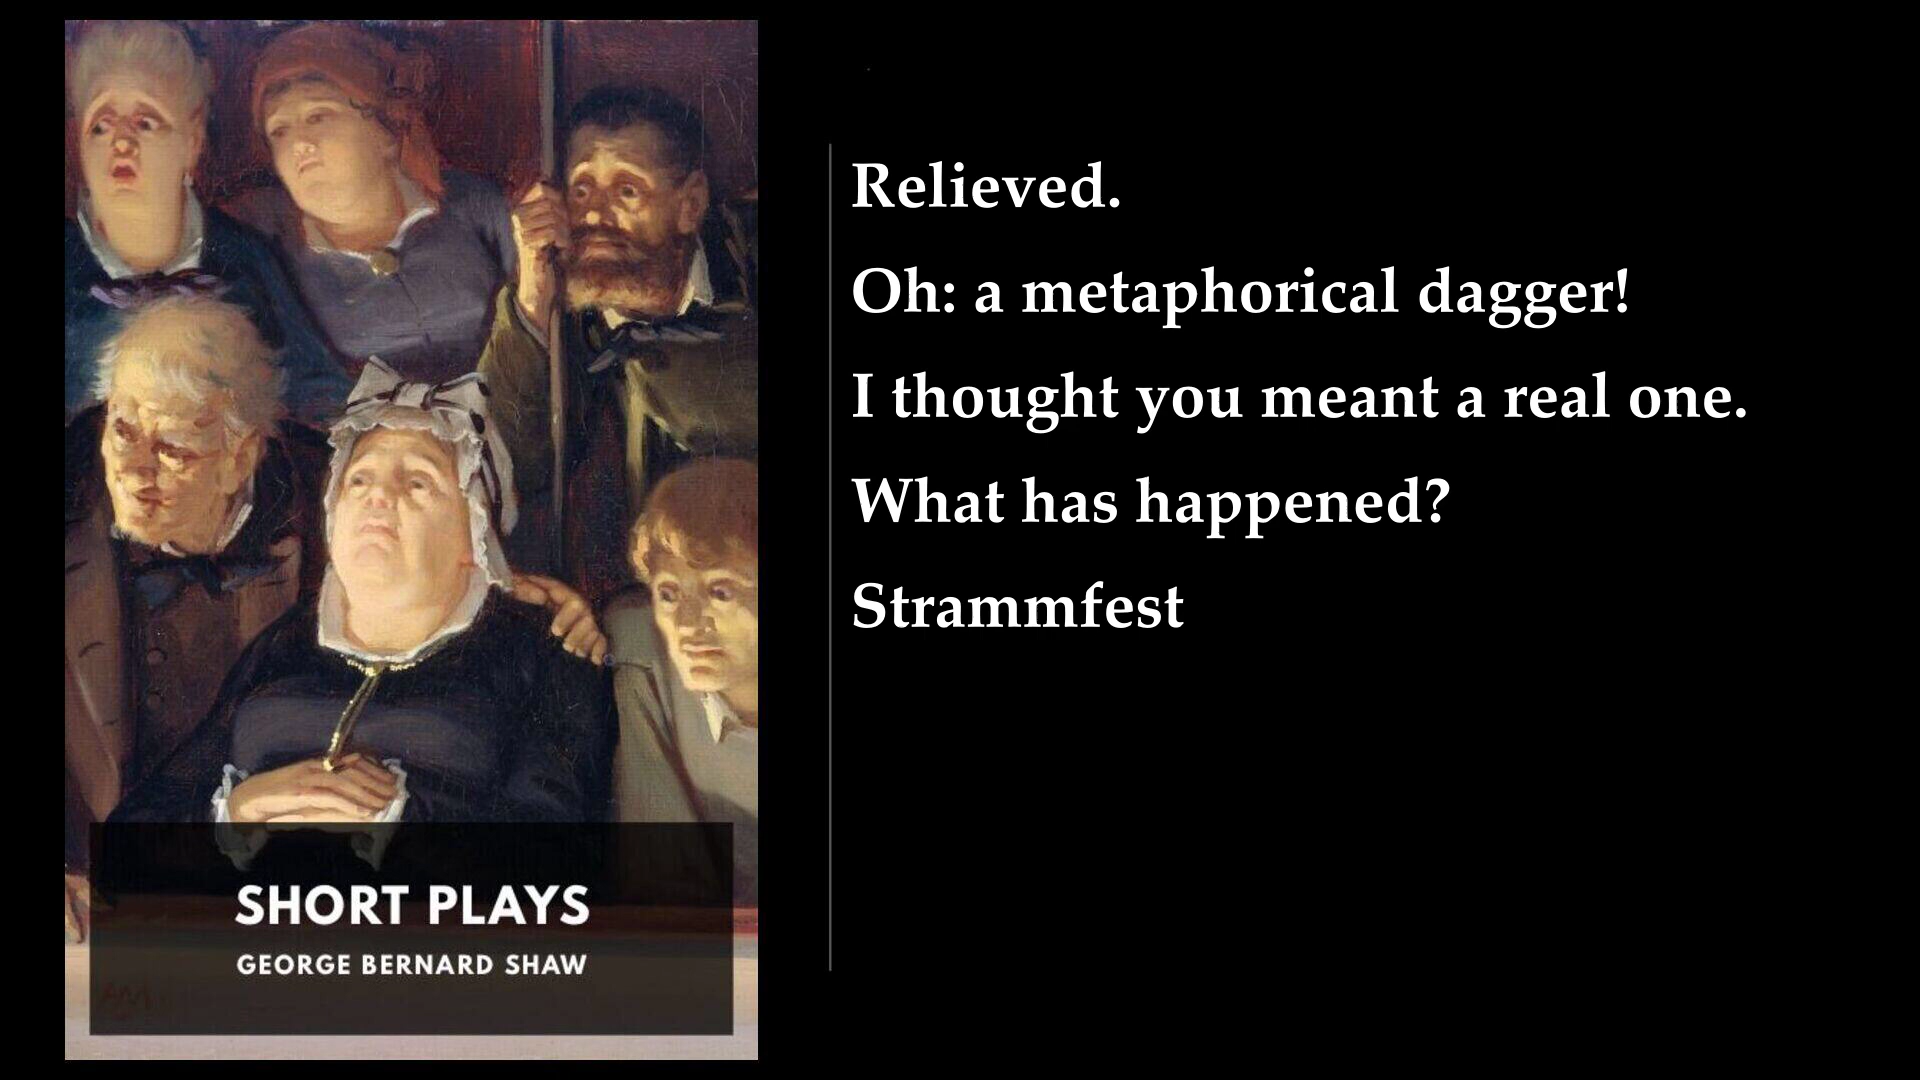 Relieved.
Oh: a metaphorical dagger!
I thought you meant a real one.
What has happened?
Strammfest
SHORT PLAYS
GEORGE BERNARD SHAW